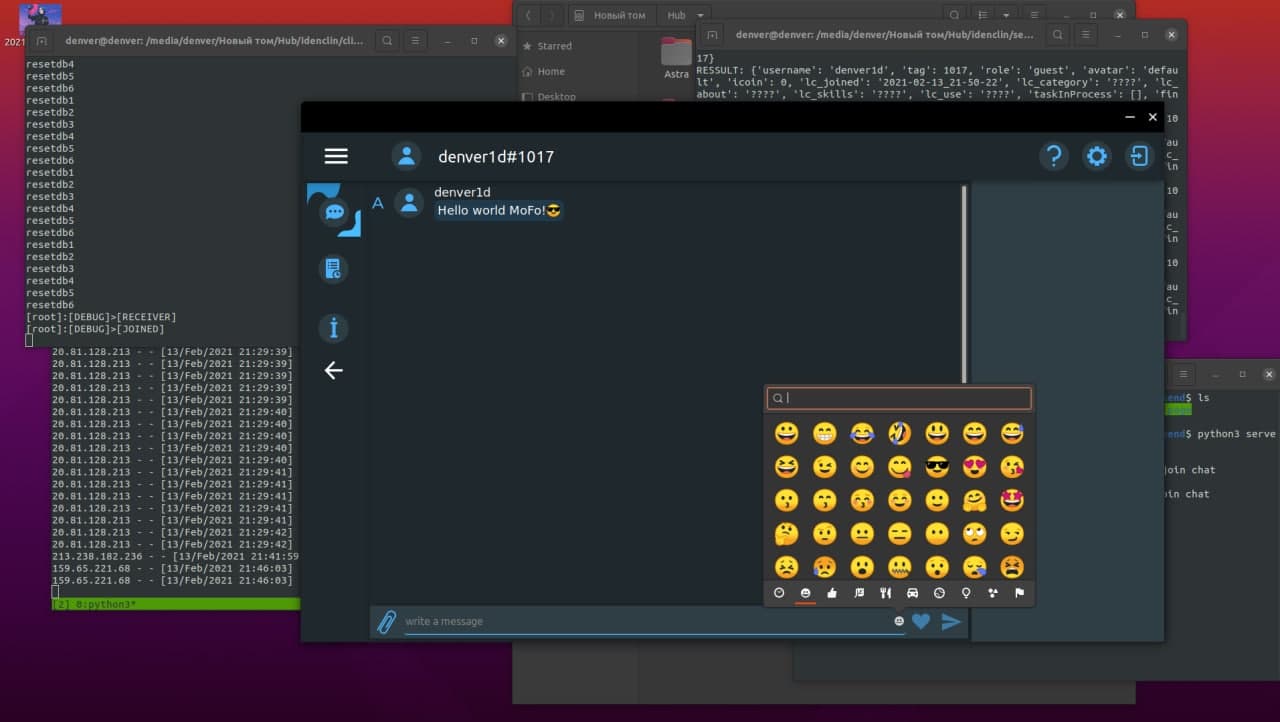 2021
denver@denver: /media/denver/Новый том/Hub/idenclin/cli...
resetdb4
resetdb5
resetdb6
resetdb1
resetdb2
resetdb3
resetdb4
resetdb5
resetdb6
resetdb1
resetdb2
resetdb3
resetdb4
resetdb5
resetdb6
resetdb1
resetdb2
resetdb3
resetdb4
resetdb5
resetdb6
[root]:[DEBUG]>[RECEIVER]
[root]:[DEBUG]>[JOINED]
20.81.128.213 - - [13/Feb/2021 21:29:39]
20.81.128.213 - - [13/Feb/2021 21:29:39]
20.81.128.213 - - [13/Feb/2021 21:29:39]
20.81.128.213 - - [13/Feb/2021 21:29:39]
20.81.128.213 - - [13/Feb/2021 21:29:39]
20.81.128.213 - - [13/Feb/2021 21:29:40]
20.81.128.213 - - [13/Feb/2021 21:29:40]
20.81.128.213 - - [13/Feb/2021 21:29:40]
20.81.128.213 - - [13/Feb/2021 21:29:40]
20.81.128.213 - - [13/Feb/2021 21:29:40]
20.81.128.213 - - [13/Feb/2021 21:29:41]
20.81.128.213 - - [13/Feb/2021 21:29:41]
20.81.128.213 - - [13/Feb/2021 21:29:41]
20.81.128.213 - - [13/Feb/2021 21:29:41]
20.81.128.213 - - [13/Feb/2021 21:29:41]
20.81.128.213 - - [13/Feb/2021 21:29:42]
20.81.128.213 - - [13/Feb/2021 21:29:42]
213.238.182.236 - - [13/Feb/2021 21:41:59
159.65.221.68 - - [13/Feb/2021 21:46:03]
159.65.221.68 - - [13/Feb/2021 21:46:03]
[2] 0:python3*
Новый том Hub
Starred
Home
Desktop
Astra
denver@denver: /media/denver/Новый том/Hub/idenclin/se...
17}
RESSULT: {'username': 'denver1d', 'tag': 1017, 'role': 'guest', 'avatar': 'defau
lt', 'icoin': 0, 'lc_joined': '2021-02-13_21-50-22', 'lc_category': '????', 'lc_
about': '????', 'lc_skills': '????', 'lc_use': '????', 'taskInProcess': [], 'fin
10
au
c_
in
10
au
c_
in
10
au
c_
in
denver1d#1017
A
denver1d
Hello world MoFo!😎
write a message
end$ ls
end$ python3 serve
join chat
in chat